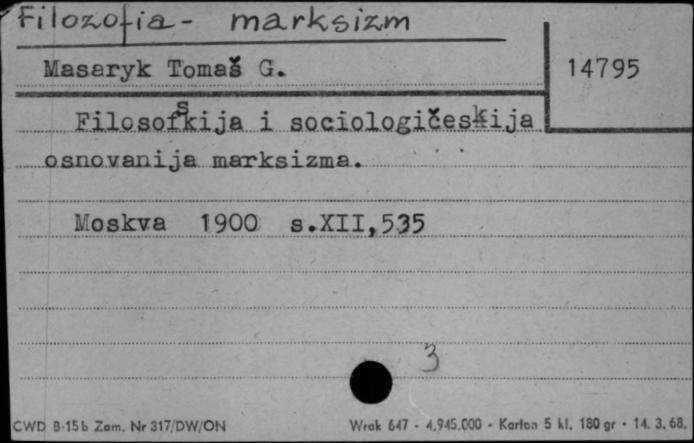 Filozofia - marksizm
Masaryk Tomaš G.
14795
Filosofskija i sociologičeskija
osnovanija marksizma.
Moskva 1900 s.XII,535
3
CWD B-15b Zam. Nr 317/DW/ON
Wrak 647 - 4.945.000 - Karton 5 kl. 180 gr - 14. 3. 68.